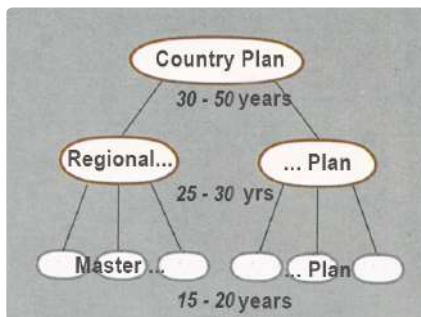 Country Plan
30 - 50 years
Regional... ... Plan
25 - 30 yrs
Master ... ... Plan
15 - 20 years